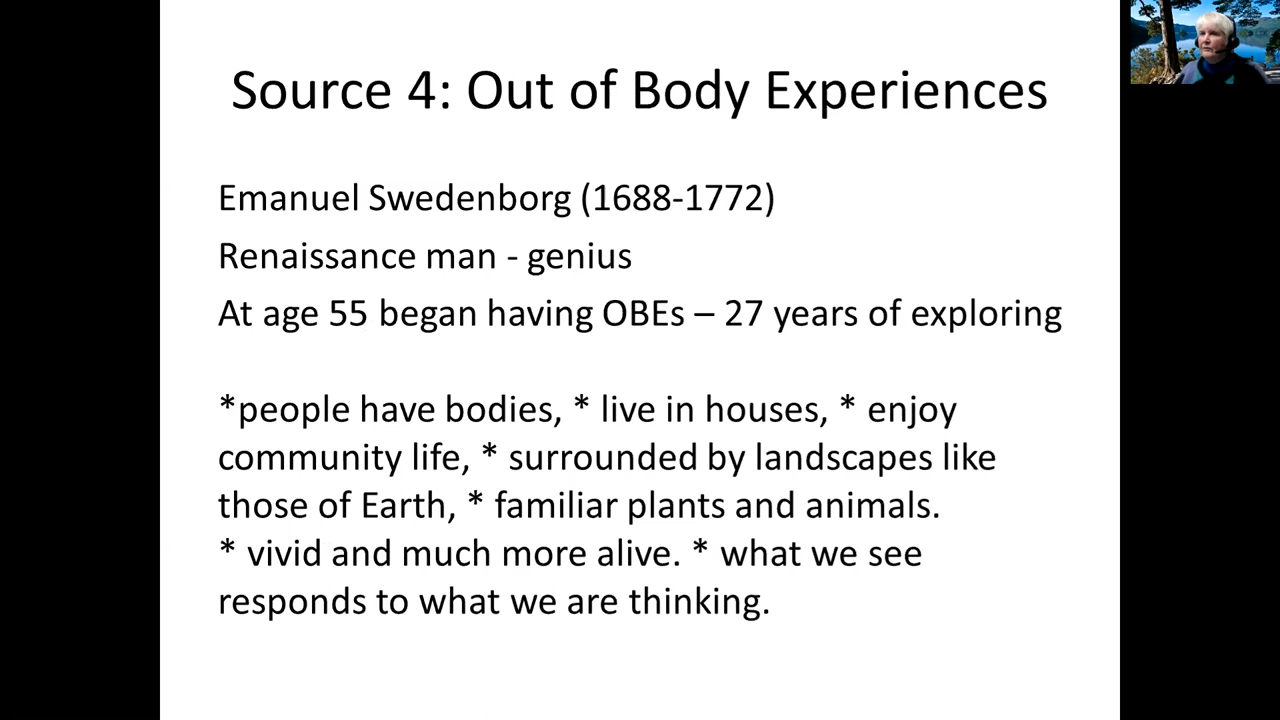 Source 4: Out of Body Experiences
Emanuel Swedenborg (1688-1772)
Renaissance man - genius
At age 55 began having OBEs – 27 years of exploring
*people have bodies, * live in houses, * enjoy
community life, * surrounded by landscapes like
those of Earth, * familiar plants and animals.
* vivid and much more alive. * what we see
responds to what we are thinking.